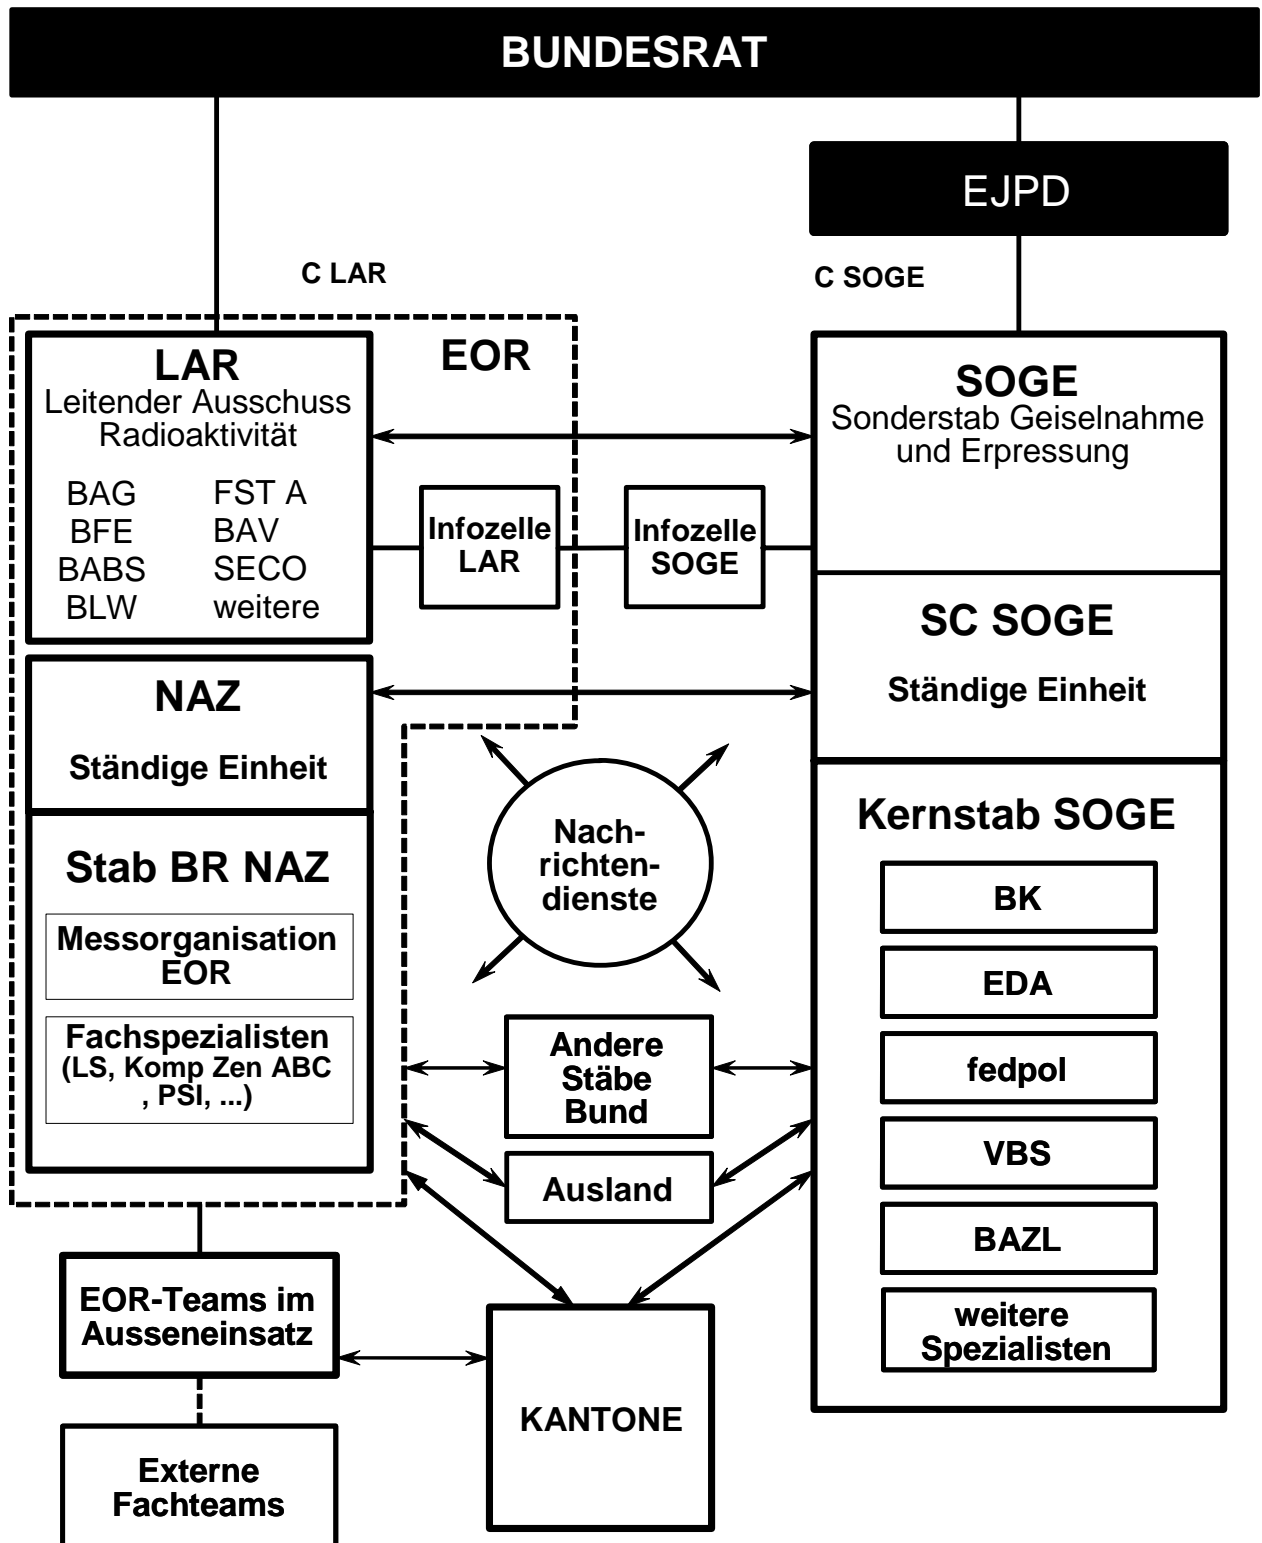 BUNDESRAT
EJPD
C LAR
C SOGE
EOR
LAR
Leitender Ausschuss
Radioaktivität
BAG FST A
BFE BAV
BABS SECO
BLW weitere
Infozelle
LAR
Infozelle
SOGE
SOGE
Sonderstab Geiselnahme
und Erpressung
SC SOGE
Ständige Einheit
NAZ
Ständige Einheit
Stab BR NAZ
Messorganisation
EOR
Fachspezialisten
(LS, Komp Zen ABC
, PSI, ...)
Nach-
richten-
dienste
Kernstab SOGE
BK
EDA
fedpol
VBS
BAZL
weitere
Spezialisten
Andere
Stäbe
Bund
Ausland
EOR-Teams im
Ausseneinsatz
KANTONE
Externe
Fachteams